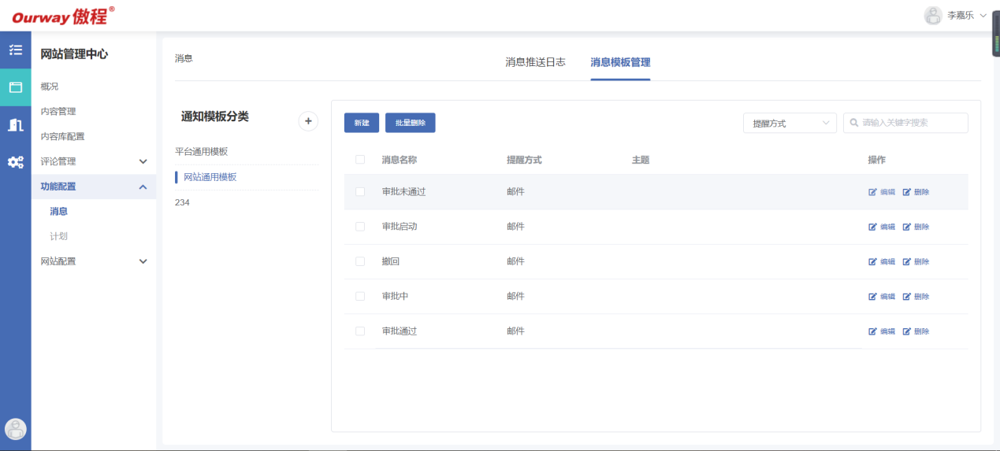 Ourway 傲程®
李嘉乐
网站管理中心
概况
内容管理
内容库配置
评论管理
功能配置
消息
计划
网站配置
消息
消息推送日志 消息模板管理
通知模板分类
+
平台通用模板
网站通用模板
234
新建 批量删除 提醒方式 请输入关键字搜索
消息名称 提醒方式 主题 操作
审批未通过 邮件 编辑 删除
审批启动 邮件 编辑 删除
撤回 邮件 编辑 删除
审批中 邮件 编辑 删除
审批通过 邮件 编辑 删除